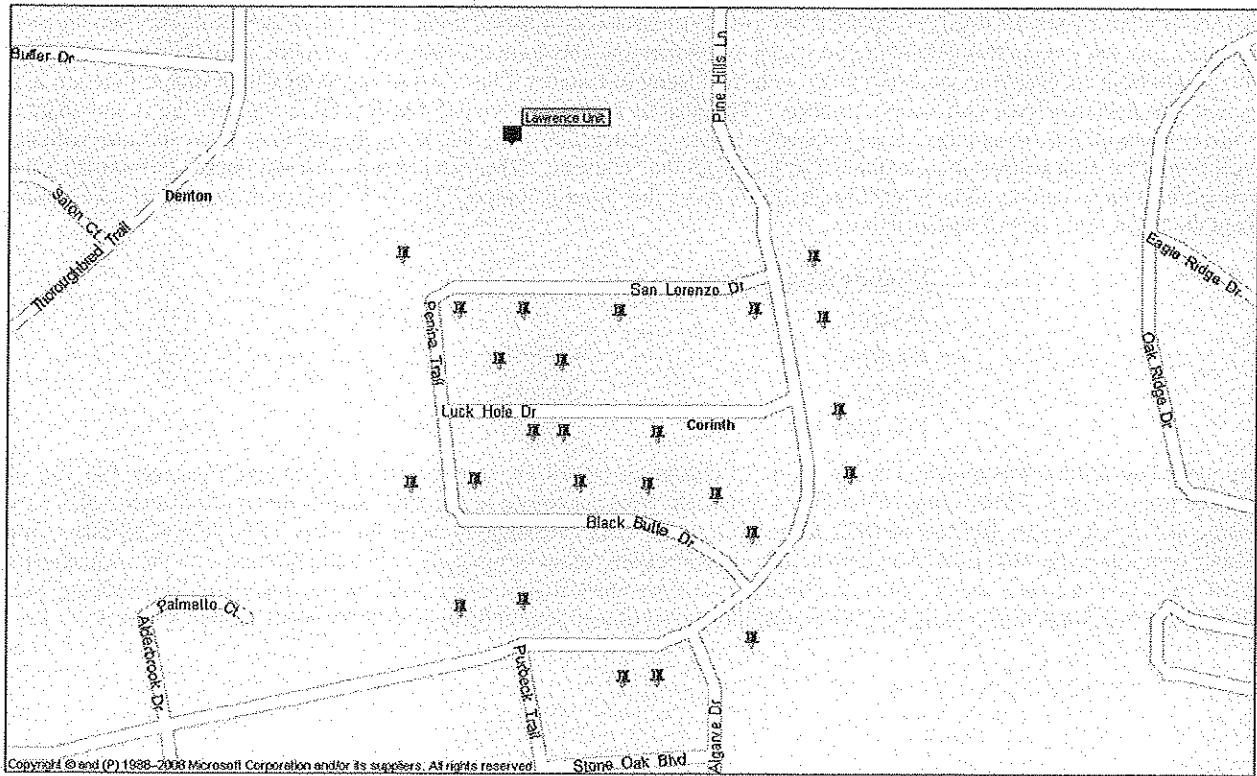 Butler Dr
Pine Hills Ln
Lawrence Unit
Denton
Salon Ct
Thoroughbred Trail
Eagle Ridge Dr
San Lorenzo Dr
Penina Trail
Oak Ridge Dr
Luck Hole Dr
Corinth
Black Bulle Dr
Palmetto Ct
Alderbrook Dr
Purbeck Trail
Algarve Dr
Stone Oak Blvd
Copyright © and (P) 1988–2008 Microsoft Corporation and/or its suppliers. All rights reserved